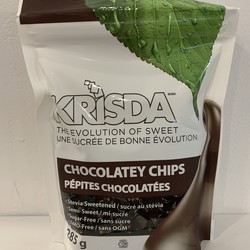 KRISDA
THE EVOLUTION OF SWEET
UNE SUCRÉE DE BONNE ÉVOLUTION
CHOCOLATEY CHIPS
PÉPITES CHOCOLATÉES
• Stevia Sweetened / sucré au stévia
• Semi-Sweet / mi-sucré
• Sugar-Free / sans sucre
GMO-Free / sans OGM
285 g